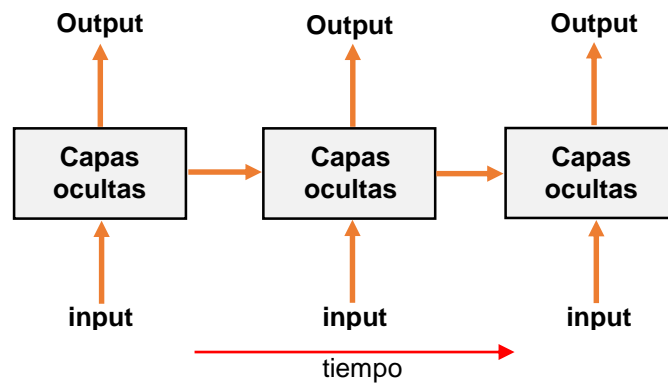 Output
Output
Output
Capas
ocultas
Capas
ocultas
Capas
ocultas
input
input
input
tiempo